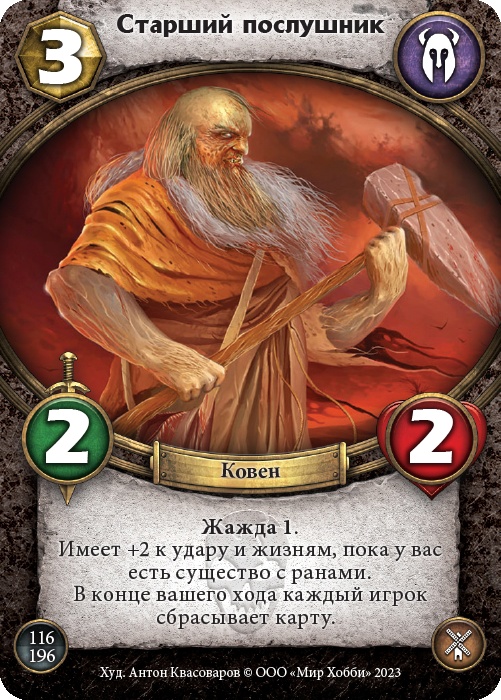 3
Старший послушник
2
2
Ковен
Жажда 1.
Имеет +2 к удару и жизням, пока у вас
есть существо с ранами.
В конце вашего хода каждый игрок
сбрасывает карту.
116
196
Худ. Антон Квасоваров © ООО «Мир Хобби» 2023